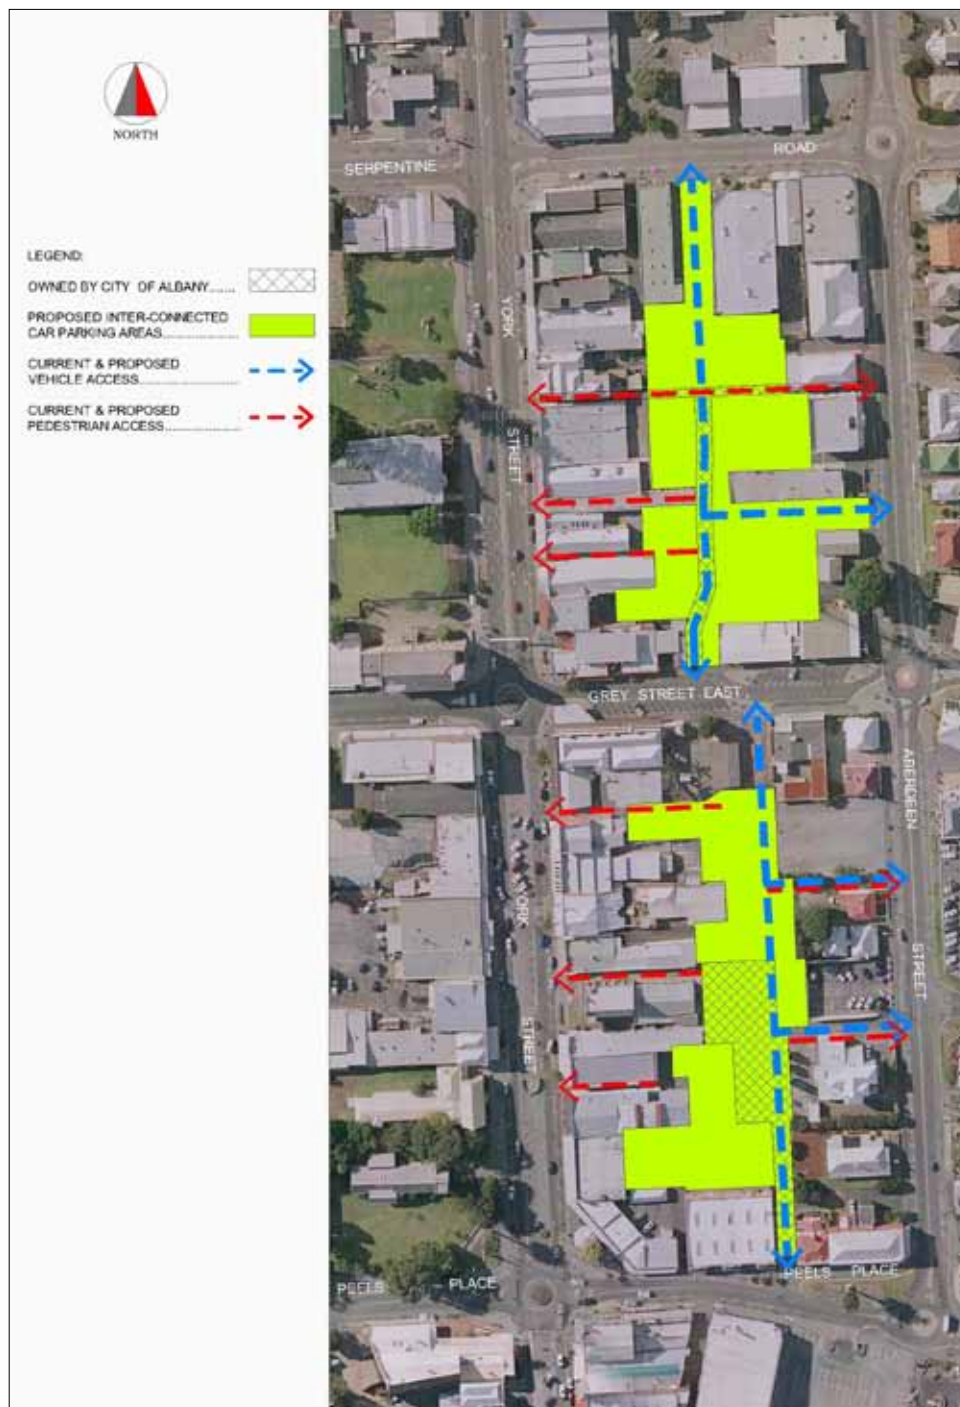 NORTH
LEGEND:
OWNED BY CITY OF ALBANY......
PROPOSED INTER-CONNECTED
CAR PARKING AREAS.................
CURRENT & PROPOSED
VEHICLE ACCESS......................
CURRENT & PROPOSED
PEDESTRIAN ACCESS.................
SERPENTINE
ROAD
YORK
STREET
GREY STREET EAST
ABERDEEN
STREET
YORK
STREET
PEELS PLACE
PEELS PLACE